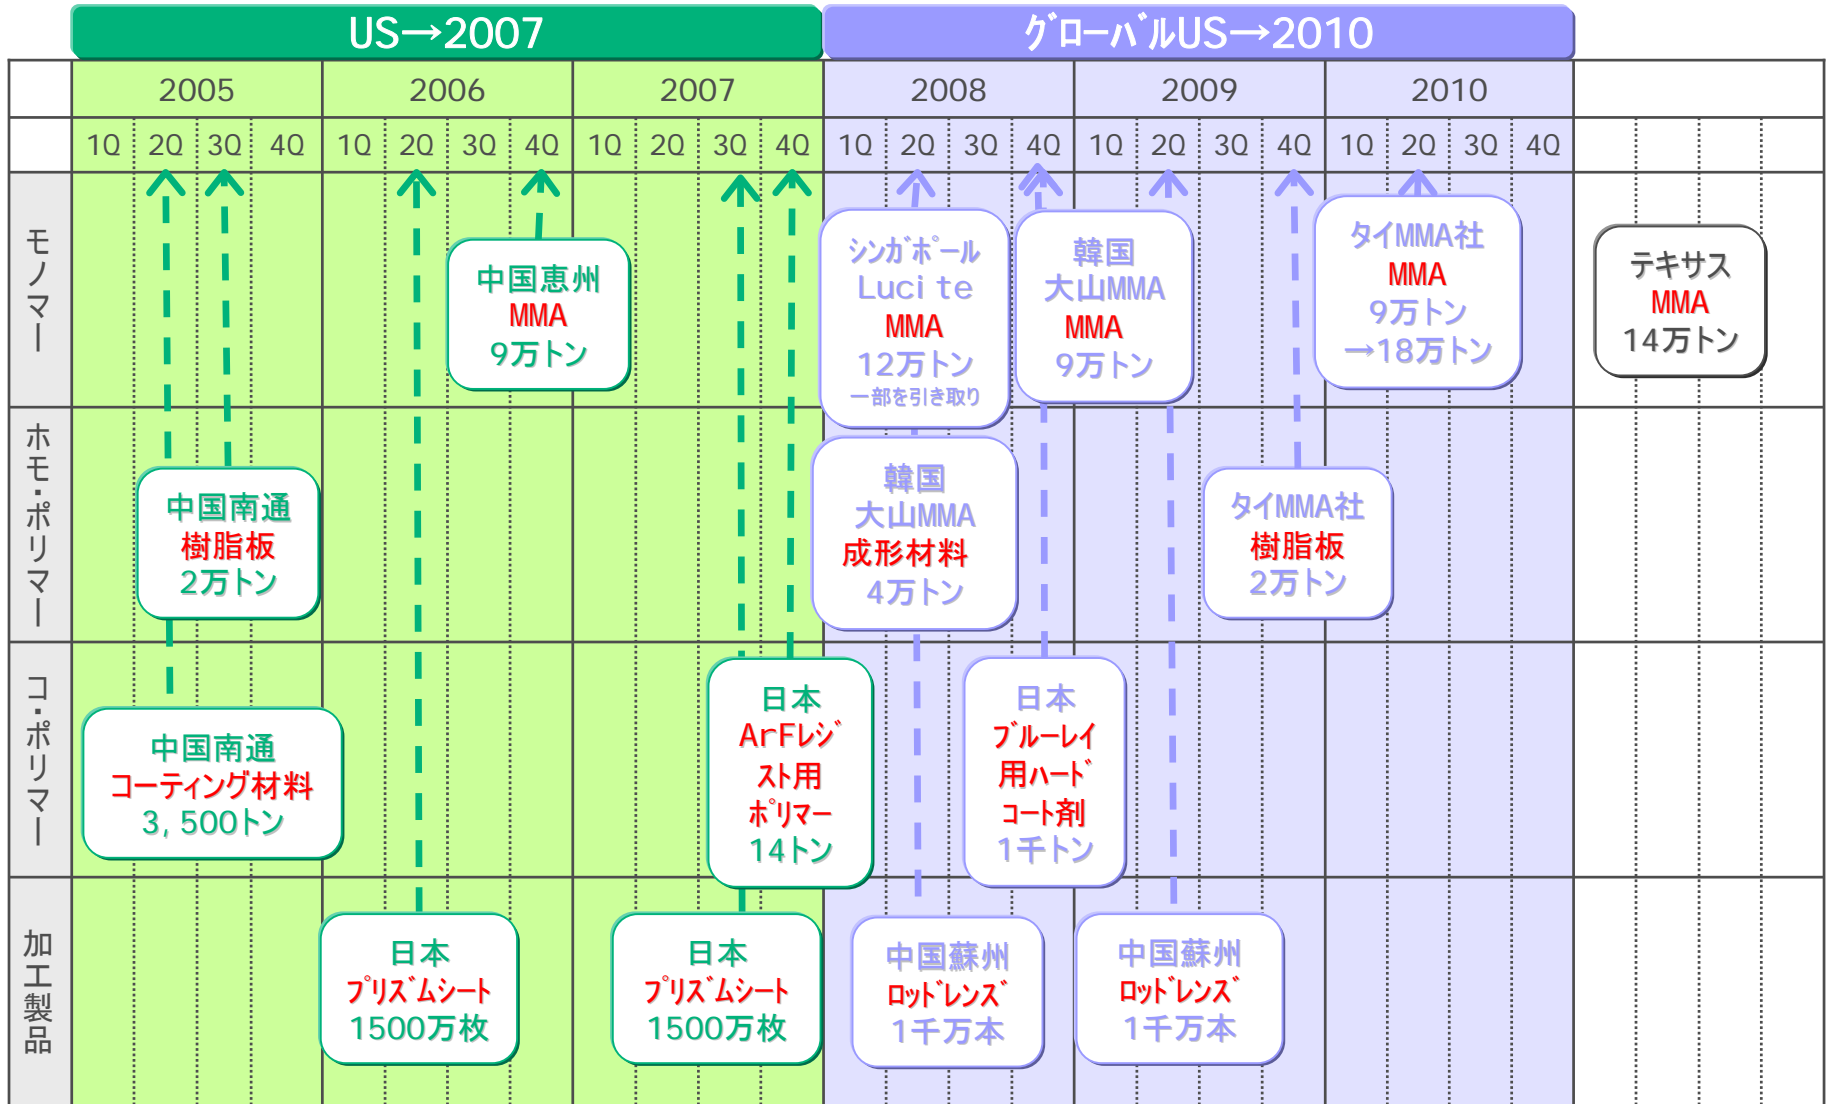 US→2007
グローバルUS→2010
2005
2006
2007
2008
2009
2010
1Q 2Q 3Q 4Q 1Q 2Q 3Q 4Q 1Q 2Q 3Q 4Q 1Q 2Q 3Q 4Q 1Q 2Q 3Q 4Q 1Q 2Q 3Q 4Q
モノマー
中国恵州
MMA
9万トン
シンガポール
Lucite
MMA
12万トン
一部を引き取り
韓国
大山MMA
MMA
9万トン
タイMMA社
MMA
9万トン
→18万トン
テキサス
MMA
14万トン
ホモ・ポリマー
中国南通
樹脂板
2万トン
韓国
大山MMA
成形材料
4万トン
タイMMA社
樹脂板
2万トン
コ・ポリマー
中国南通
コーティング材料
3,500トン
日本
ArFレジ
スト用
ポリマー
14トン
日本
ブルーレイ
用ハード
コート剤
1千トン
加工製品
日本
プリズムシート
1500万枚
日本
プリズムシート
1500万枚
中国蘇州
ロッドレンズ
1千万本
中国蘇州
ロッドレンズ
1千万本